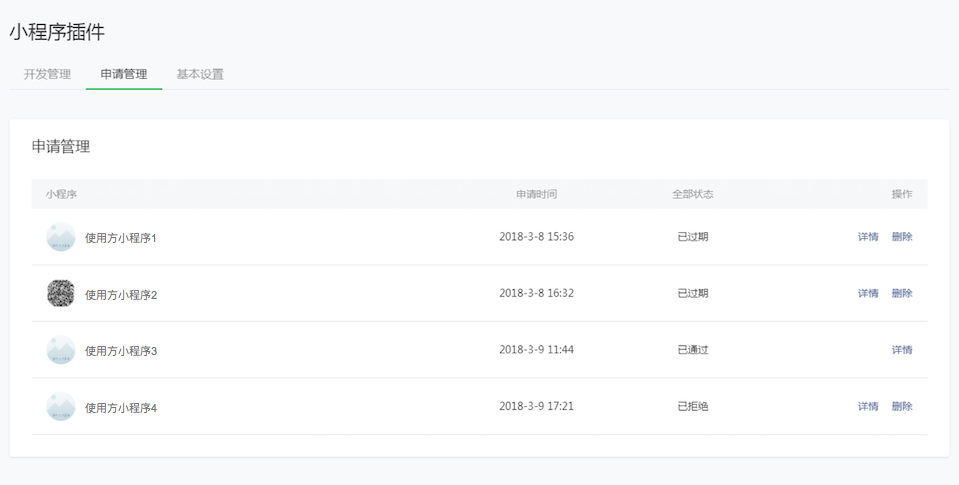 小程序插件
开发管理 申请管理 基本设置
申请管理
小程序 申请时间 全部状态 操作
使用方小程序1 2018-3-8 15:36 已过期 详情 删除
使用方小程序2 2018-3-8 16:32 已过期 详情 删除
使用方小程序3 2018-3-9 11:44 已通过 详情
使用方小程序4 2018-3-9 17:21 已拒绝 详情 删除